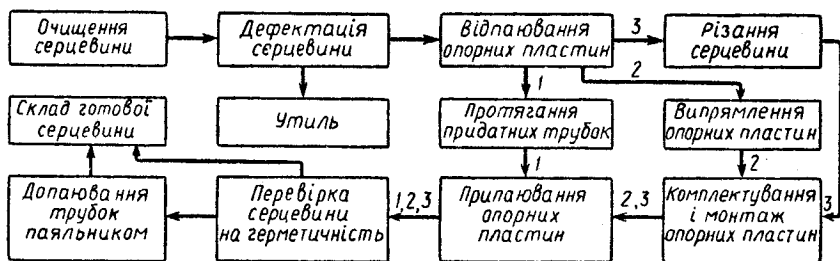 Очищення
серцевини
Дефектація
серцевини
Відпаювання
опорних пластин
3
Різання
серцевини
1
2
Склад готової
серцевини
Утиль
Протягання
придатних трубок
Випрямлення
опорних пластин
1
2
Допаювання
трубок
паяльником
Перевірка
серцевини
на герметичність
1,2,3
Припаювання
опорних
пластин
2,3
Комплектування
і монтаж
опорних пластин
3